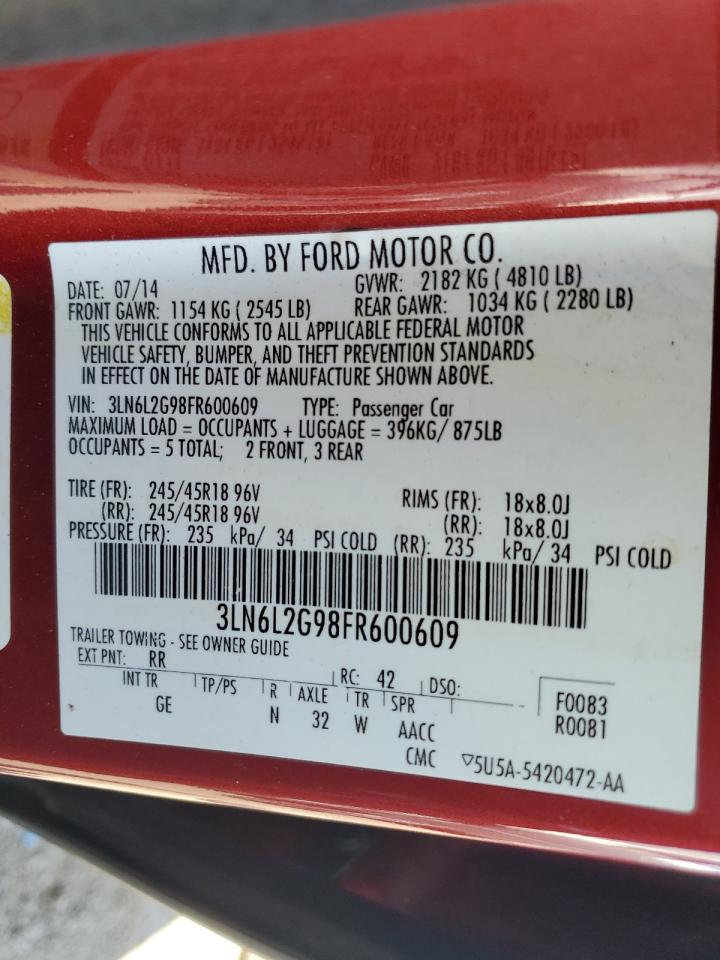 MFD. BY FORD MOTOR CO.
DATE: 07/14 GVWR: 2182 KG ( 4810 LB)
FRONT GAWR: 1154 KG ( 2545 LB) REAR GAWR: 1034 KG ( 2280 LB)
THIS VEHICLE CONFORMS TO ALL APPLICABLE FEDERAL MOTOR
VEHICLE SAFETY, BUMPER, AND THEFT PREVENTION STANDARDS
IN EFFECT ON THE DATE OF MANUFACTURE SHOWN ABOVE.
VIN: 3LN6L2G98FR600609 TYPE: Passenger Car
MAXIMUM LOAD = OCCUPANTS + LUGGAGE = 396KG/ 875LB
OCCUPANTS = 5 TOTAL; 2 FRONT, 3 REAR
TIRE (FR): 245/45R18 96V RIMS (FR): 18x8.0J
(RR): 245/45R18 96V (RR): 18x8.0J
PRESSURE (FR): 235 kPa/ 34 PSI COLD (RR): 235 kPa/ 34 PSI COLD
3LN6L2G98FR600609
TRAILER TOWING - SEE OWNER GUIDE
EXT PNT: RR RC: 42 DSO:
INT TR TP/PS R AXLE TR SPR F0083
GE N 32 W AACC R0081
CMC ▽5U5A-5420472-AA